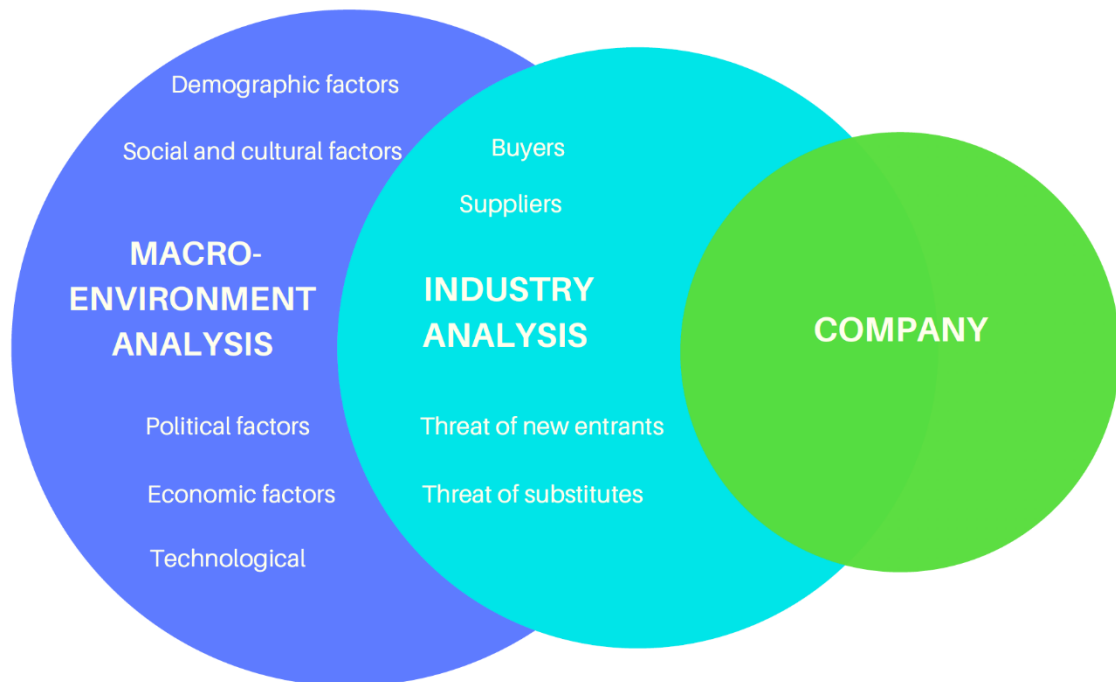 Demographic factors
Social and cultural factors
MACRO-
ENVIRONMENT
ANALYSIS
Political factors
Economic factors
Technological
Buyers
Suppliers
INDUSTRY
ANALYSIS
Threat of new entrants
Threat of substitutes
COMPANY